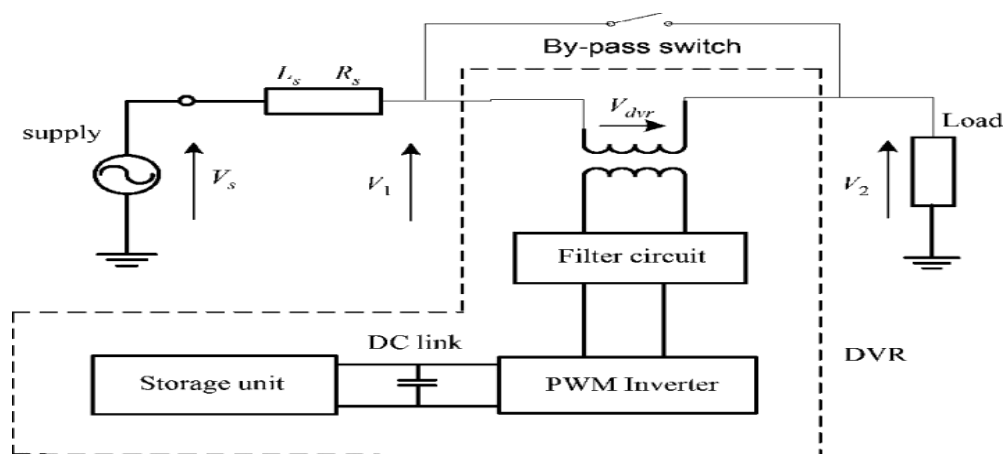 By-pass switch
Ls Rs
Vdvr
Load
supply
Vs
V1
V2
Filter circuit
DC link
DVR
Storage unit
PWM Inverter